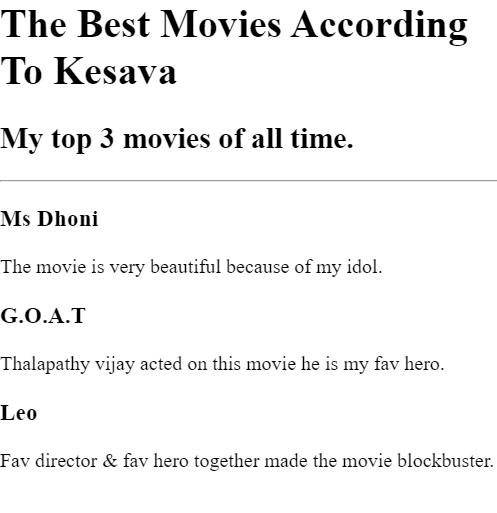 The Best Movies According
To Kesava
My top 3 movies of all time.
Ms Dhoni
The movie is very beautiful because of my idol.
G.O.A.T
Thalapathy vijay acted on this movie he is my fav hero.
Leo
Fav director & fav hero together made the movie blockbuster.